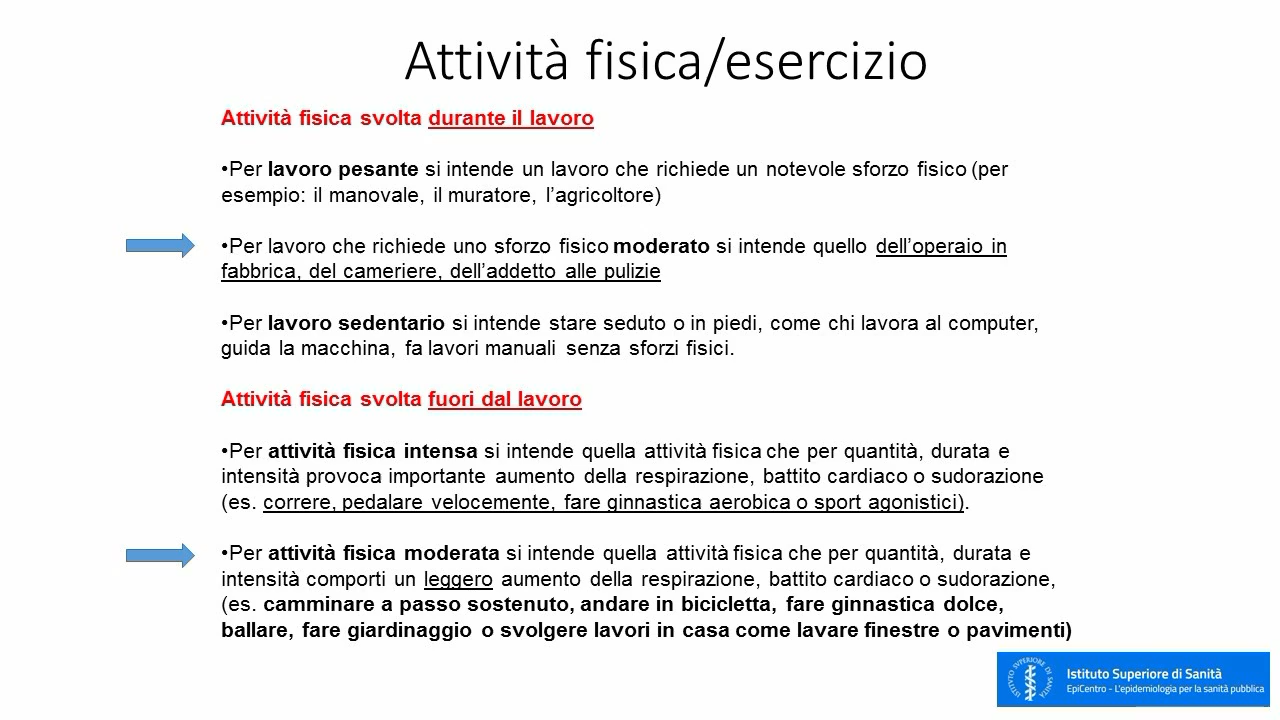 Attività fisica/esercizio
Attività fisica svolta durante il lavoro
•Per lavoro pesante si intende un lavoro che richiede un notevole sforzo fisico (per
esempio: il manovale, il muratore, l’agricoltore)
•Per lavoro che richiede uno sforzo fisico moderato si intende quello dell’operaio in
fabbrica, del cameriere, dell’addetto alle pulizie
•Per lavoro sedentario si intende stare seduto o in piedi, come chi lavora al computer,
guida la macchina, fa lavori manuali senza sforzi fisici.
Attività fisica svolta fuori dal lavoro
•Per attività fisica intensa si intende quella attività fisica che per quantità, durata e
intensità provoca importante aumento della respirazione, battito cardiaco o sudorazione
(es. correre, pedalare velocemente, fare ginnastica aerobica o sport agonistici).
•Per attività fisica moderata si intende quella attività fisica che per quantità, durata e
intensità comporti un leggero aumento della respirazione, battito cardiaco o sudorazione,
(es. camminare a passo sostenuto, andare in bicicletta, fare ginnastica dolce,
ballare, fare giardinaggio o svolgere lavori in casa come lavare finestre o pavimenti)
ISTITUTO SUPERIORE DI SANITÀ
Istituto Superiore di Sanità
EpiCentro - L'epidemiologia per la sanità pubblica